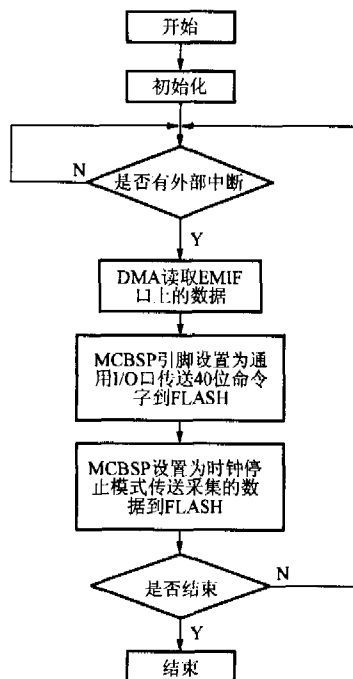 开始
初始化
N
是否有外部中断
Y
DMA读取EMIF
口上的数据
MCBSP引脚设置为通
用I/O口传送40位命令
字到FLASH
MCBSP设置为时钟停
止模式传送采集的数
据到FLASH
N
是否结束
Y
结束